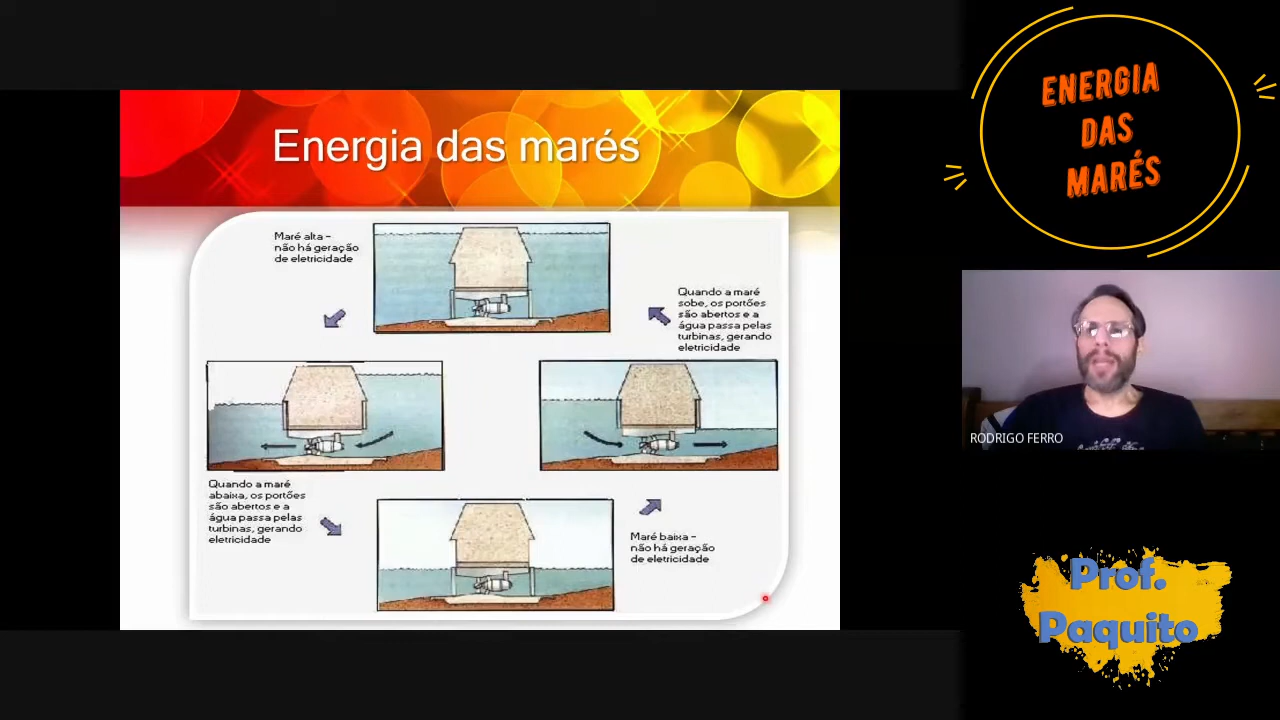 Energia das marés
Maré alta -
não há geração
de eletricidade
Quando a maré
sobe, os portões
são abertos e a
água passa pelas
turbinas, gerando
eletricidade
Quando a maré
abaixa, os portões
são abertos e a
água passa pelas
turbinas, gerando
eletricidade
Maré baixa -
não há geração
de eletricidade
ENERGIA
DAS
MARÉS
RODRIGO FERRO
Prof.
Paquito